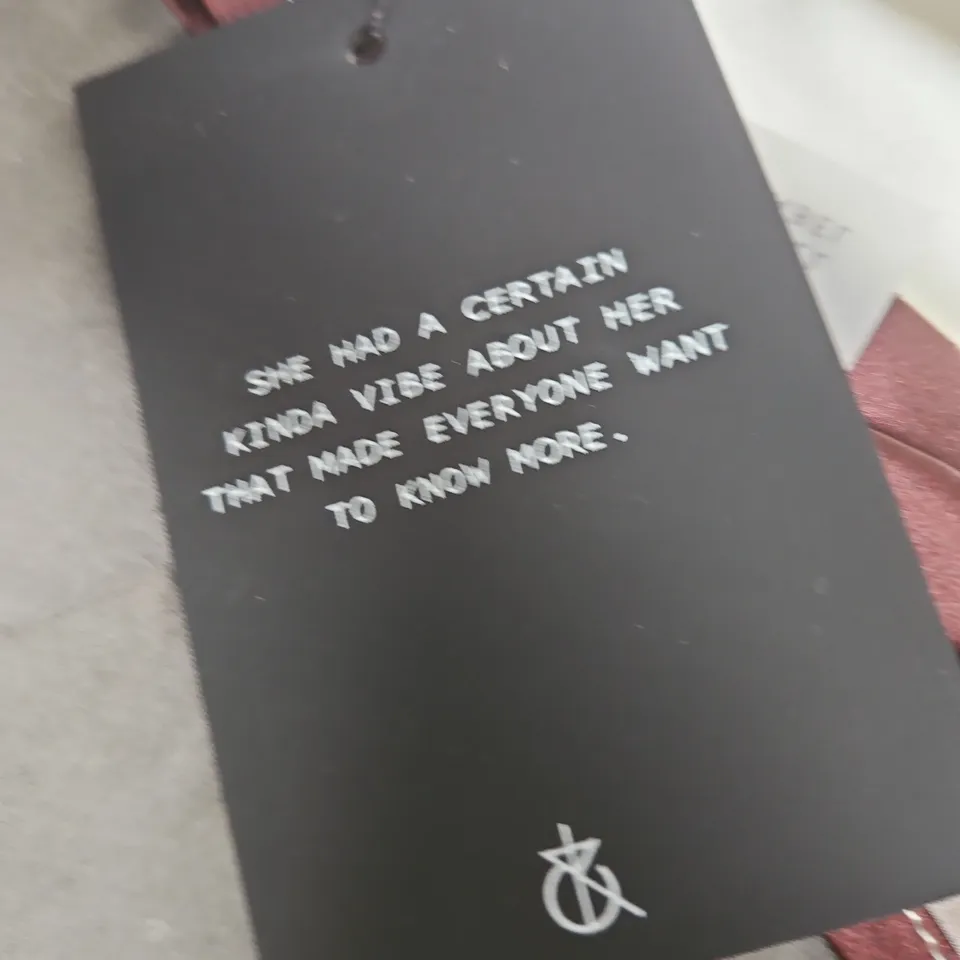 SHE HAD A CERTAIN
KINDA VIBE ABOUT HER
THAT MADE EVERYONE WANT
TO KNOW MORE.